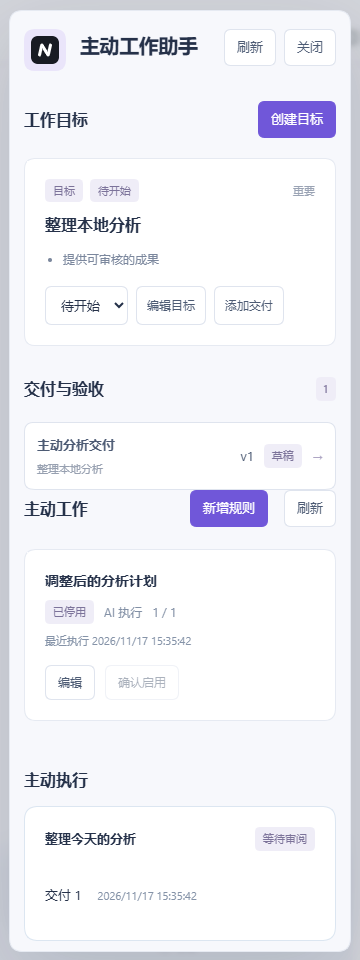 N 主动工作助手 刷新 关闭
工作目标 创建目标
目标 待开始 重要
整理本地分析
• 提供可审核的成果
待开始 编辑目标 添加交付
交付与验收 1
主动分析交付
整理本地分析
v1 草稿 →
主动工作 新增规则 刷新
调整后的分析计划
已停用 AI 执行 1 / 1
最近执行 2026/11/17 15:35:42
编辑 确认启用
主动执行
整理今天的分析 等待审阅
交付 1 2026/11/17 15:35:42